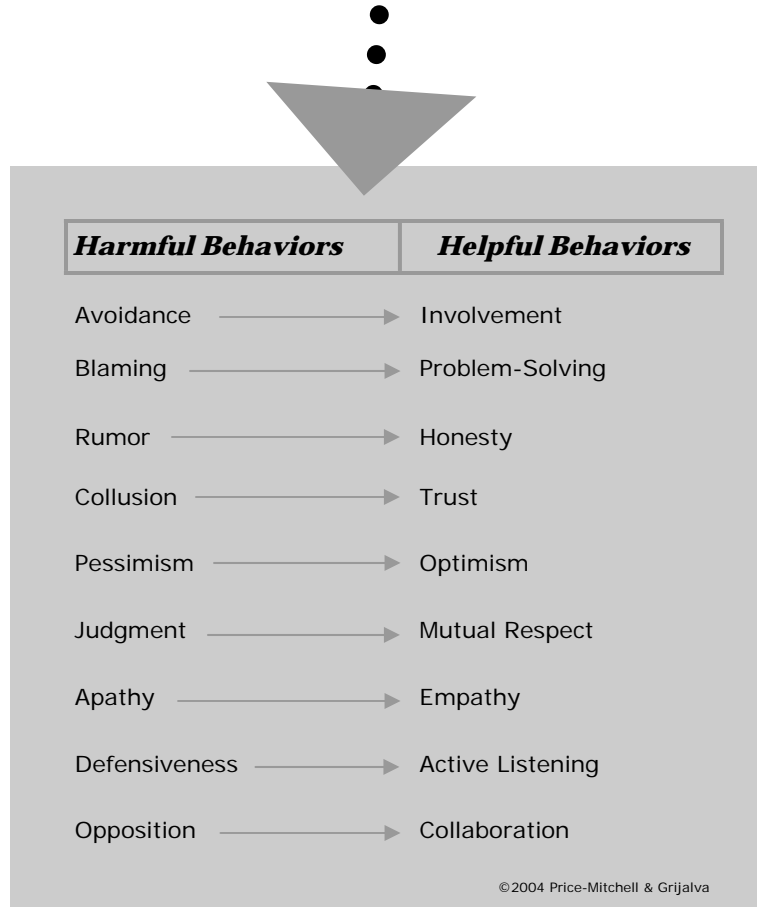 Harmful Behaviors Helpful Behaviors
Avoidance Involvement
Blaming Problem-Solving
Rumor Honesty
Collusion Trust
Pessimism Optimism
Judgment Mutual Respect
Apathy Empathy
Defensiveness Active Listening
Opposition Collaboration
©2004 Price-Mitchell & Grijalva